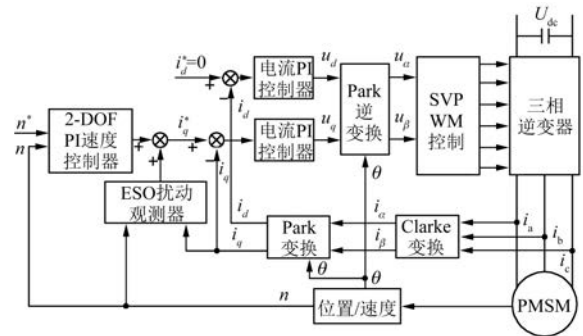 U_dc
i_d^*=0
+
−
i_d
电流PI
控制器
u_d
Park
逆
变换
u_α
SVP
WM
控制
三相
逆变器
n^*
n
2-DOF
PI速度
控制器
+
+
i_q^*
+
−
i_q
电流PI
控制器
u_q
u_β
θ
ESO扰动
观测器
i_d
i_q
Park
变换
i_α
i_β
Clarke
变换
i_a
i_b
i_c
θ
θ
n
位置/速度
PMSM